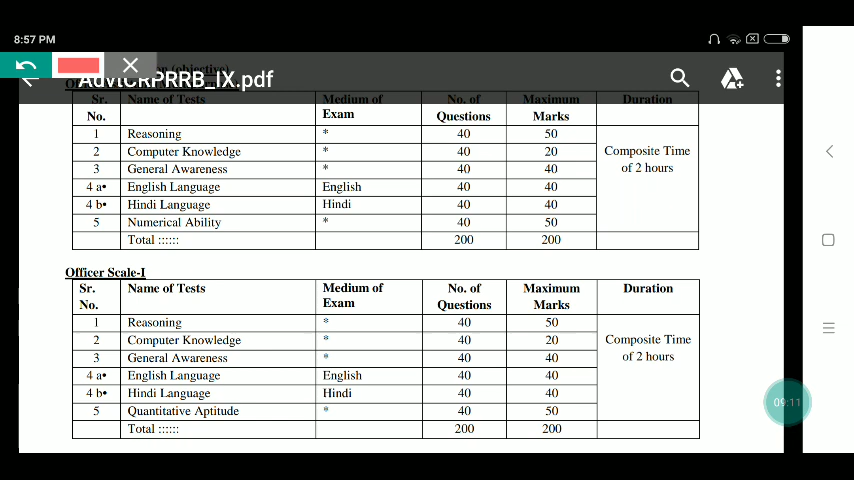 8:57 PM
AdvtCRPRRB_IX.pdf
Sr. No. Name of Tests Medium of Exam No. of Questions Maximum Marks Duration
1 Reasoning * 40 50 Composite Time of 2 hours
2 Computer Knowledge * 40 20
3 General Awareness * 40 40
4 a• English Language English 40 40
4 b• Hindi Language Hindi 40 40
5 Numerical Ability * 40 50
Total :::::: 200 200
Officer Scale-I
Sr. No. Name of Tests Medium of Exam No. of Questions Maximum Marks Duration
1 Reasoning * 40 50 Composite Time of 2 hours
2 Computer Knowledge * 40 20
3 General Awareness * 40 40
4 a• English Language English 40 40
4 b• Hindi Language Hindi 40 40
5 Quantitative Aptitude * 40 50
Total :::::: 200 200
09:11